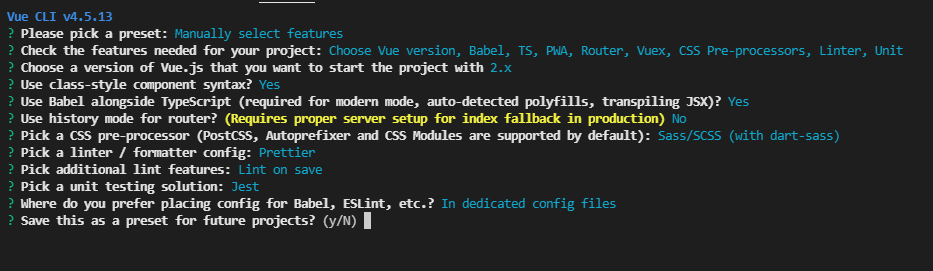 Vue CLI v4.5.13
? Please pick a preset: Manually select features
? Check the features needed for your project: Choose Vue version, Babel, TS, PWA, Router, Vuex, CSS Pre-processors, Linter, Unit
? Choose a version of Vue.js that you want to start the project with 2.x
? Use class-style component syntax? Yes
? Use Babel alongside TypeScript (required for modern mode, auto-detected polyfills, transpiling JSX)? Yes
? Use history mode for router? (Requires proper server setup for index fallback in production) No
? Pick a CSS pre-processor (PostCSS, Autoprefixer and CSS Modules are supported by default): Sass/SCSS (with dart-sass)
? Pick a linter / formatter config: Prettier
? Pick additional lint features: Lint on save
? Pick a unit testing solution: Jest
? Where do you prefer placing config for Babel, ESLint, etc.? In dedicated config files
? Save this as a preset for future projects? (y/N)